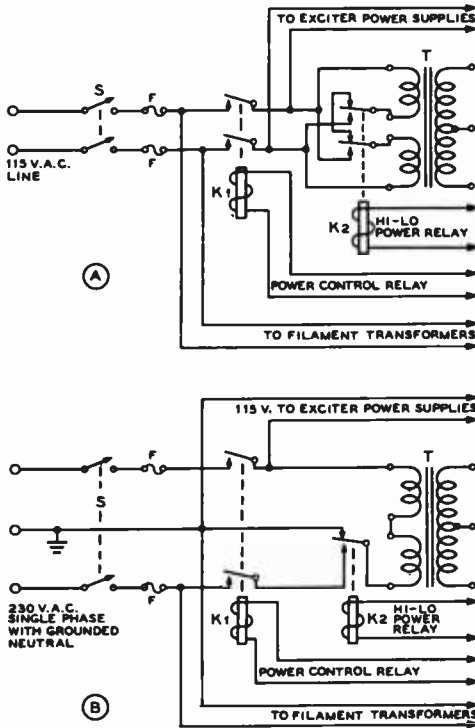 TO EXCITER POWER SUPPLIES
T
S
F
F
115 V.A.C.
LINE
K1
K2
HI-LO
POWER RELAY
A
POWER CONTROL RELAY
TO FILAMENT TRANSFORMERS
115 V. TO EXCITER POWER SUPPLIES
T
F
S
F
230 V.A.C.
SINGLE PHASE
WITH GROUNDED
NEUTRAL
K1
K2
HI-LO
POWER
RELAY
POWER CONTROL RELAY
B
TO FILAMENT TRANSFORMERS